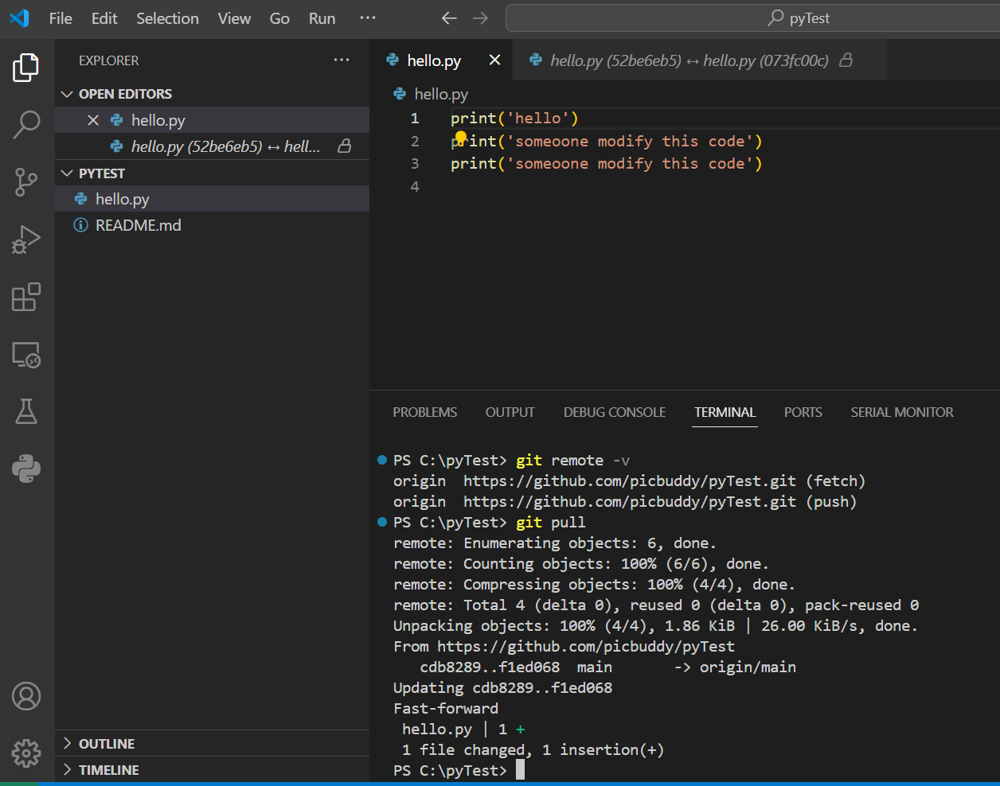 File Edit Selection View Go Run ··· ← → pyTest
EXPLORER ···
OPEN EDITORS
hello.py
hello.py (52be6eb5) ↔ hell...
PYTEST
hello.py
README.md
OUTLINE
TIMELINE
hello.py
hello.py (52be6eb5) ↔ hello.py (073fc00c)
hello.py
1 print('hello')
2 print('someoone modify this code')
3 print('someoone modify this code')
4
PROBLEMS OUTPUT DEBUG CONSOLE TERMINAL PORTS SERIAL MONITOR
PS C:\pyTest> git remote -v
origin  https://github.com/picbuddy/pyTest.git (fetch)
origin  https://github.com/picbuddy/pyTest.git (push)
PS C:\pyTest> git pull
remote: Enumerating objects: 6, done.
remote: Counting objects: 100% (6/6), done.
remote: Compressing objects: 100% (4/4), done.
remote: Total 4 (delta 0), reused 0 (delta 0), pack-reused 0
Unpacking objects: 100% (4/4), 1.86 KiB | 26.00 KiB/s, done.
From https://github.com/picbuddy/pyTest
   cdb8289..f1ed068  main       -> origin/main
Updating cdb8289..f1ed068
Fast-forward
 hello.py | 1 +
 1 file changed, 1 insertion(+)
PS C:\pyTest>